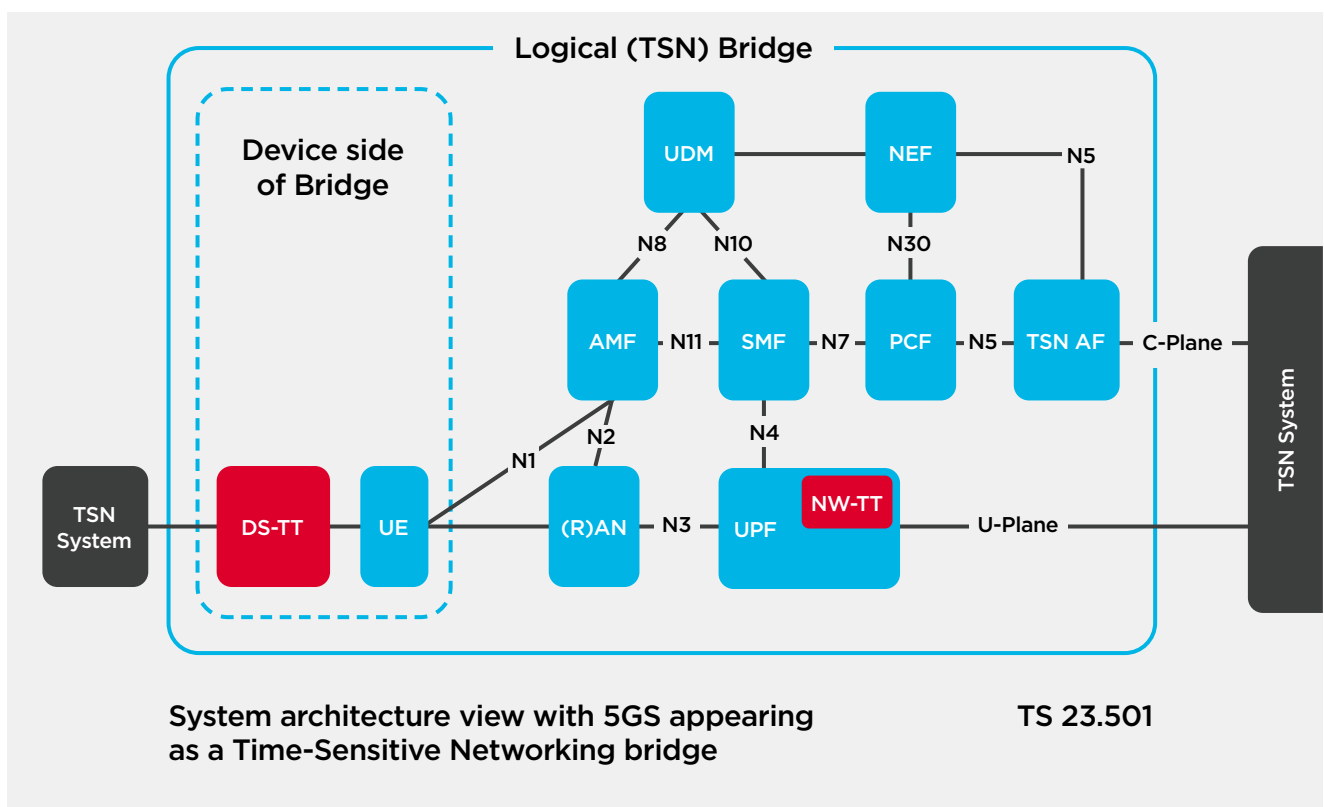 Logical (TSN) Bridge
Device side
of Bridge
UDM
NEF
N5
N8
N10
N30
AMF
N11
SMF
N7
PCF
N5
TSN AF
C-Plane
TSN System
N2
N4
N1
TSN
System
DS-TT
UE
(R)AN
N3
UPF
NW-TT
U-Plane
System architecture view with 5GS appearing
as a Time-Sensitive Networking bridge
TS 23.501